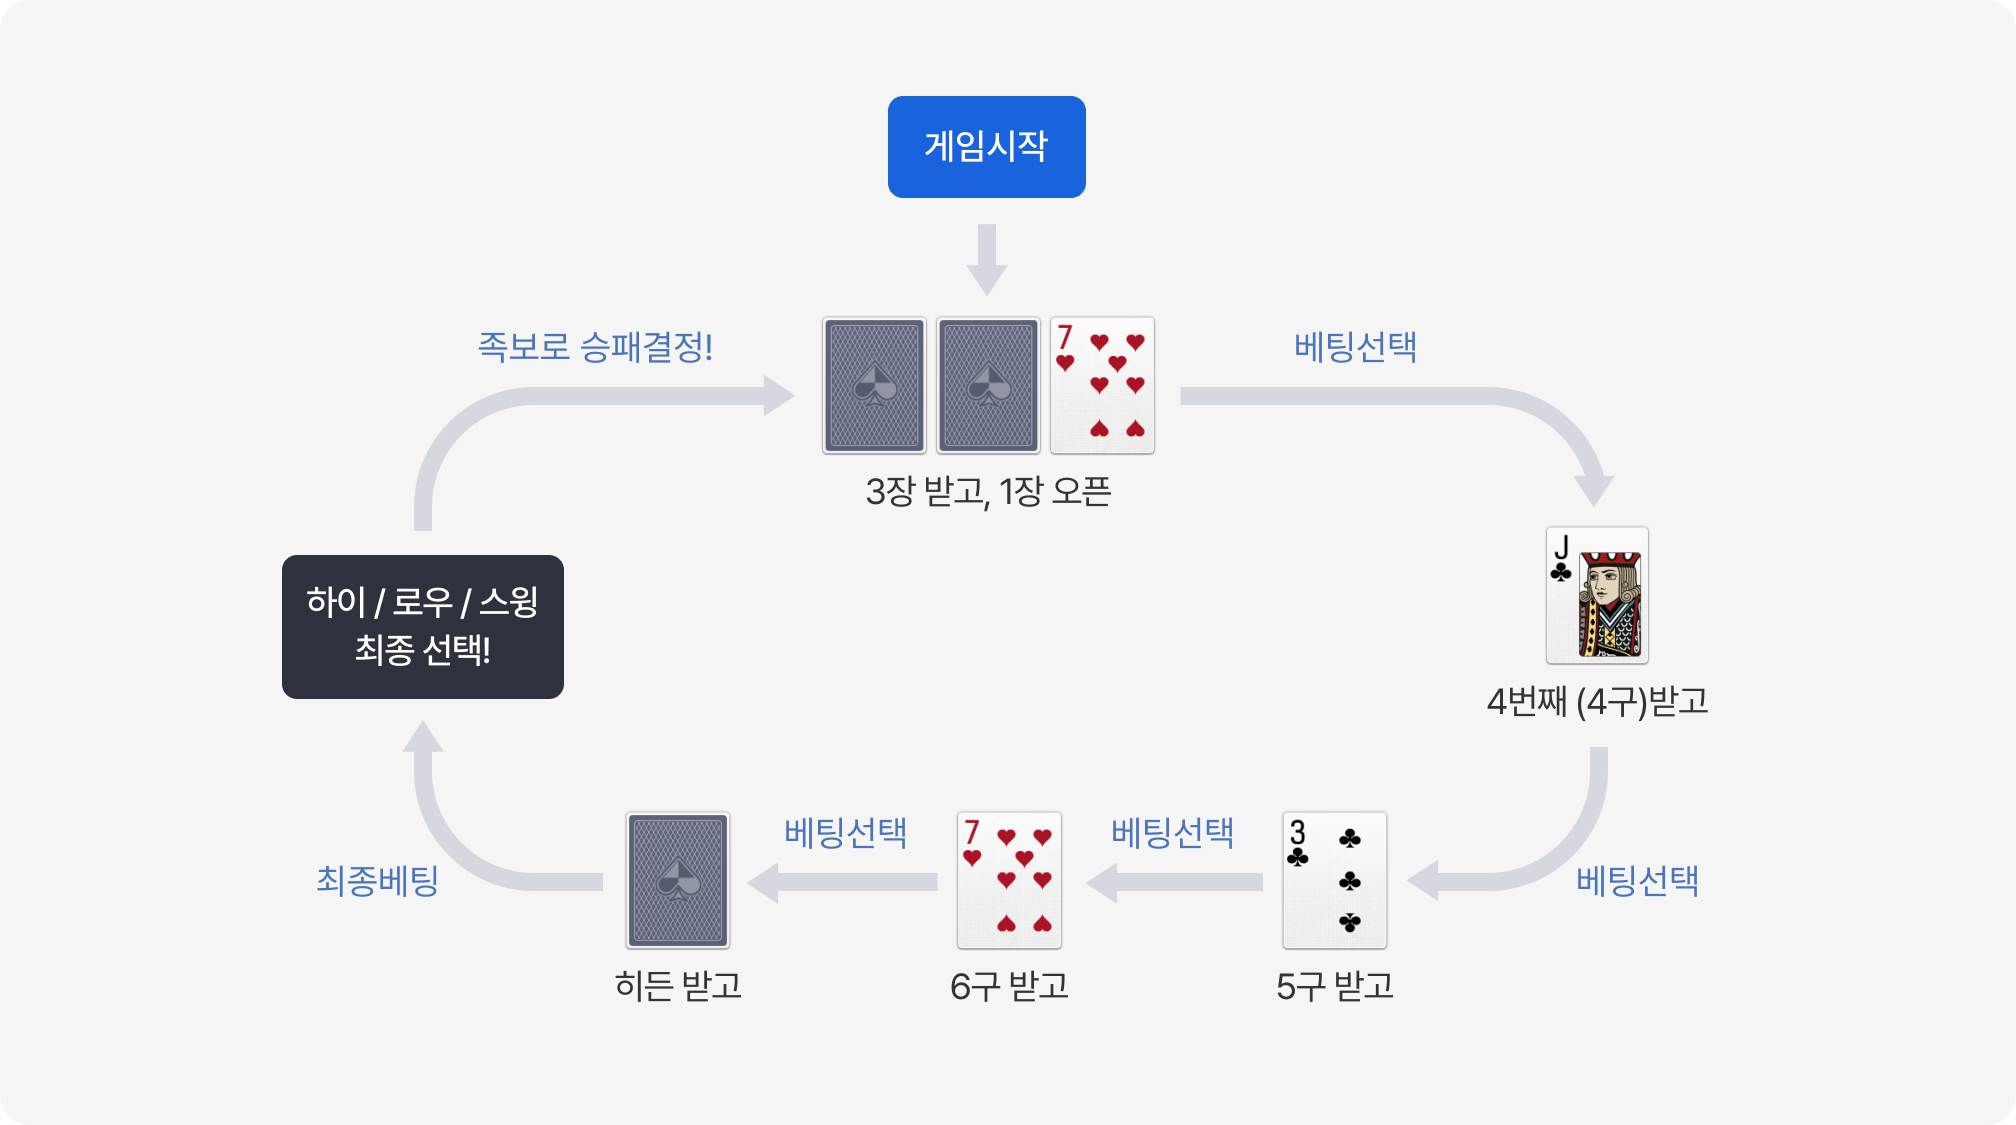 게임시작
족보로 승패결정!
7
베팅선택
3장 받고, 1장 오픈
J
하이 / 로우 / 스윙
최종 선택!
4번째 (4구)받고
최종베팅
베팅선택
7
베팅선택
3
베팅선택
히든 받고
6구 받고
5구 받고